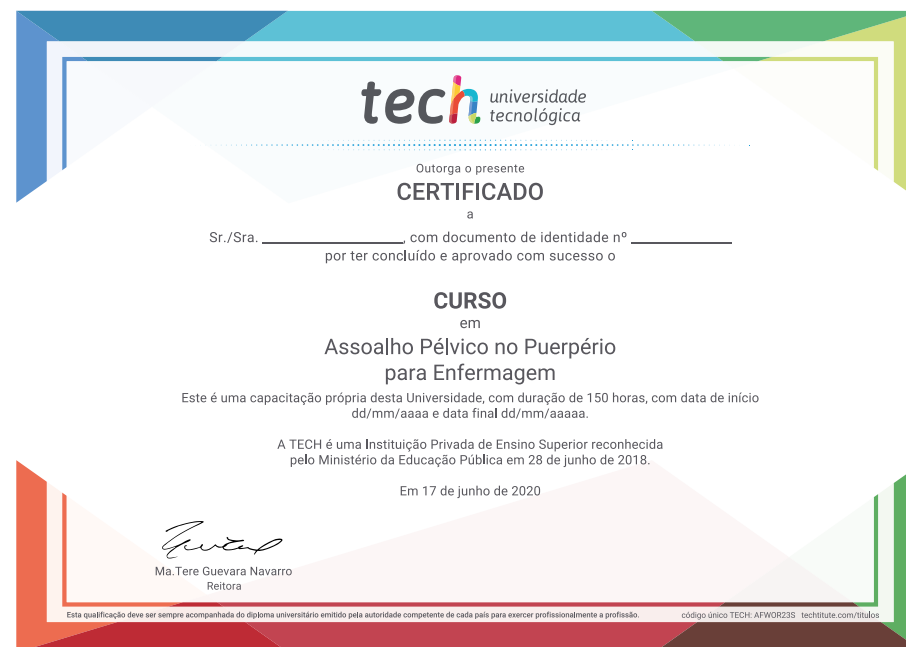 tech universidade
tecnológica
Outorga o presente
CERTIFICADO
a
Sr./Sra. ____________________, com documento de identidade nº ______________
por ter concluído e aprovado com sucesso o
CURSO
em
Assoalho Pélvico no Puerpério
para Enfermagem
Este é uma capacitação própria desta Universidade, com duração de 150 horas, com data de início
dd/mm/aaaa e data final dd/mm/aaaaa.
A TECH é uma Instituição Privada de Ensino Superior reconhecida
pelo Ministério da Educação Pública em 28 de junho de 2018.
Em 17 de junho de 2020
Ma.Tere Guevara Navarro
Reitora
Esta qualificação deve ser sempre acompanhada do diploma universitário emitido pela autoridade competente de cada país para exercer profissionalmente a profissão. código único TECH: AFWOR23S techtitute.com/titulos